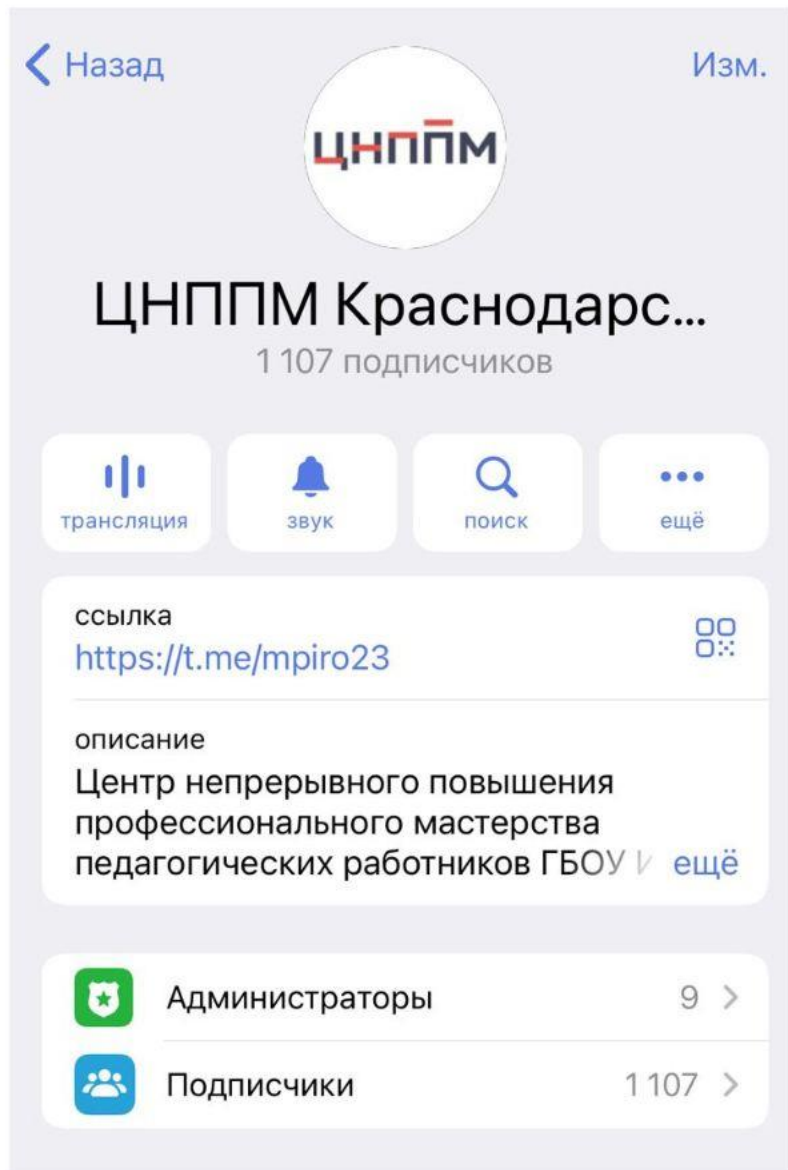 Назад
Изм.
ЦНППМ
ЦНППМ Краснодарс...
1 107 подписчиков
трансляция
звук
поиск
ещё
ссылка
https://t.me/mpiro23
описание
Центр непрерывного повышения
профессионального мастерства
педагогических работников ГБОУ И ещё
Администраторы 9
Подписчики 1 107